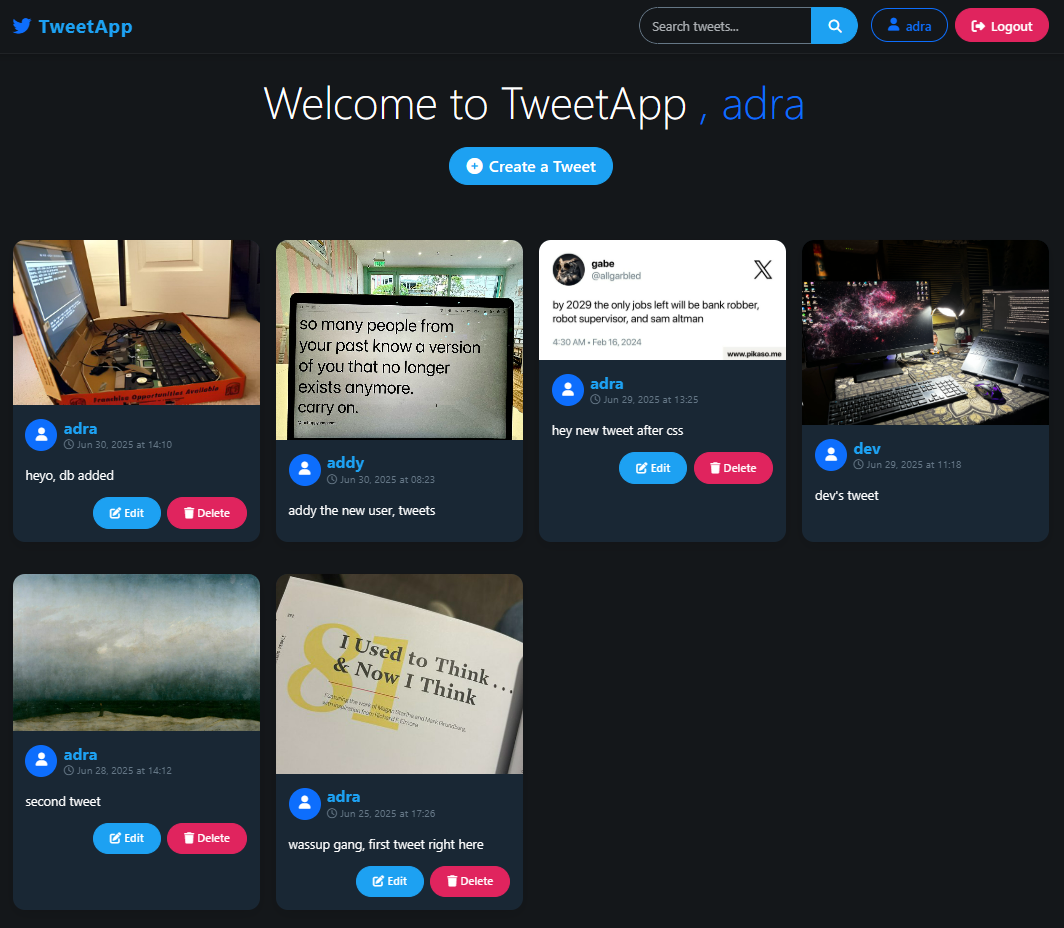 TweetApp
Search tweets...
adra
Logout
Welcome to TweetApp , adra
Create a Tweet
Franchise Opportunities Available
adra
Jun 30, 2025 at 14:10
heyo, db added
Edit
Delete
so many people from
your past know a version
of you that no longer
exists anymore.
carry on.
addy
Jun 30, 2025 at 08:23
addy the new user, tweets
gabe
@allgarbled
by 2029 the only jobs left will be bank robber,
robot supervisor, and sam altman
4:30 AM • Feb 16, 2024
www.pikaso.me
adra
Jun 29, 2025 at 13:25
hey new tweet after css
Edit
Delete
dev
Jun 29, 2025 at 11:18
dev's tweet
adra
Jun 28, 2025 at 14:12
second tweet
Edit
Delete
81
I Used to Think . . .
& Now I Think
adra
Jun 25, 2025 at 17:26
wassup gang, first tweet right here
Edit
Delete